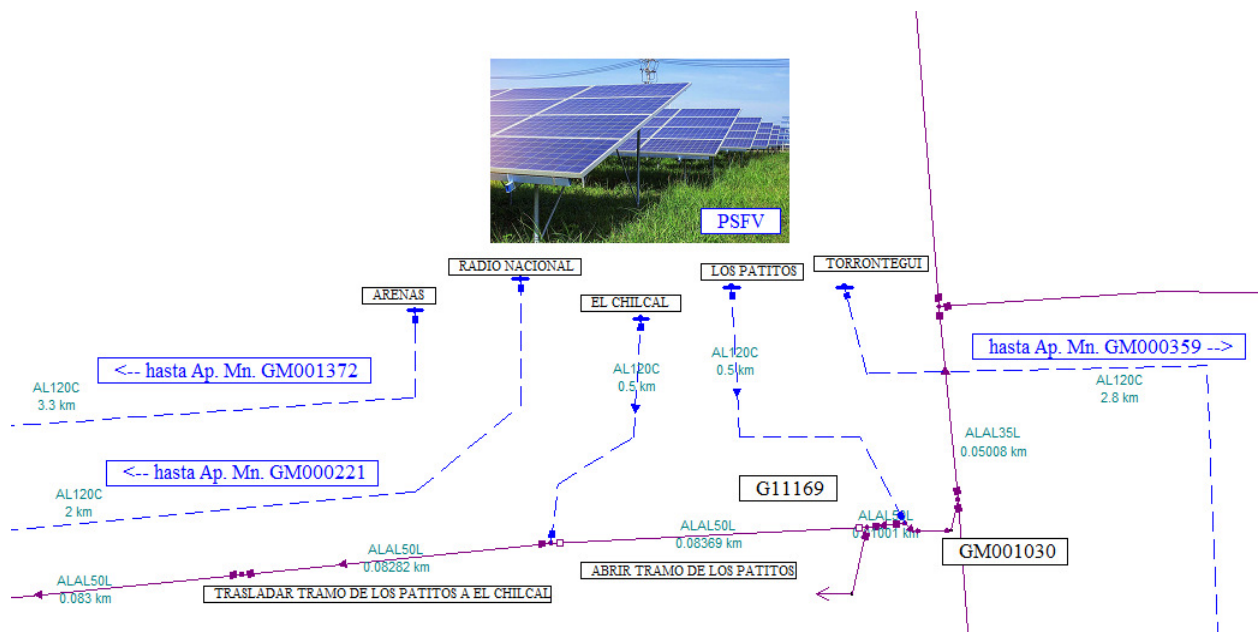 PSFV
RADIO NACIONAL
LOS PATITOS
TORRONTEGUI
ARENAS
EL CHILCAL
<-- hasta Ap. Mn. GM001372
hasta Ap. Mn. GM000359 -->
AL120C
0.5 km
AL120C
0.5 km
AL120C
3.3 km
AL120C
2.8 km
ALAL35L
0.05008 km
<-- hasta Ap. Mn. GM000221
AL120C
2 km
G11169
ALAL50L
0.08369 km
GM001030
ALAL50L
0.08282 km
ABRIR TRAMO DE LOS PATITOS
ALAL50L
0.083 km
TRASLADAR TRAMO DE LOS PATITOS A EL CHILCAL